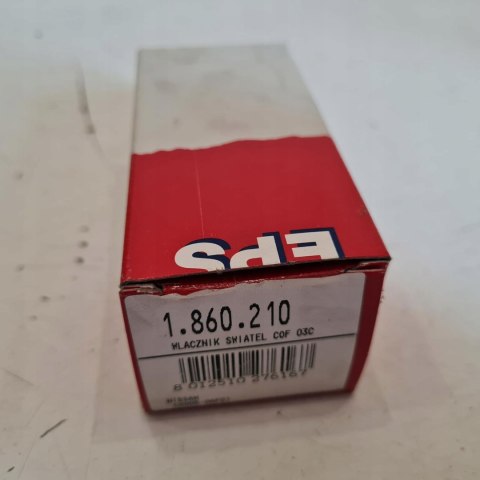 EPS
1.860.210
WLACZNIK SWIATEL COF 03C
8 012510 276167